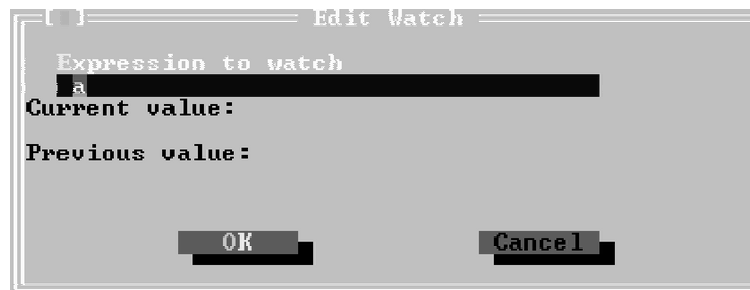 [■] Edit Watch
Expression to watch
a
Current value:
Previous value:
OK Cancel